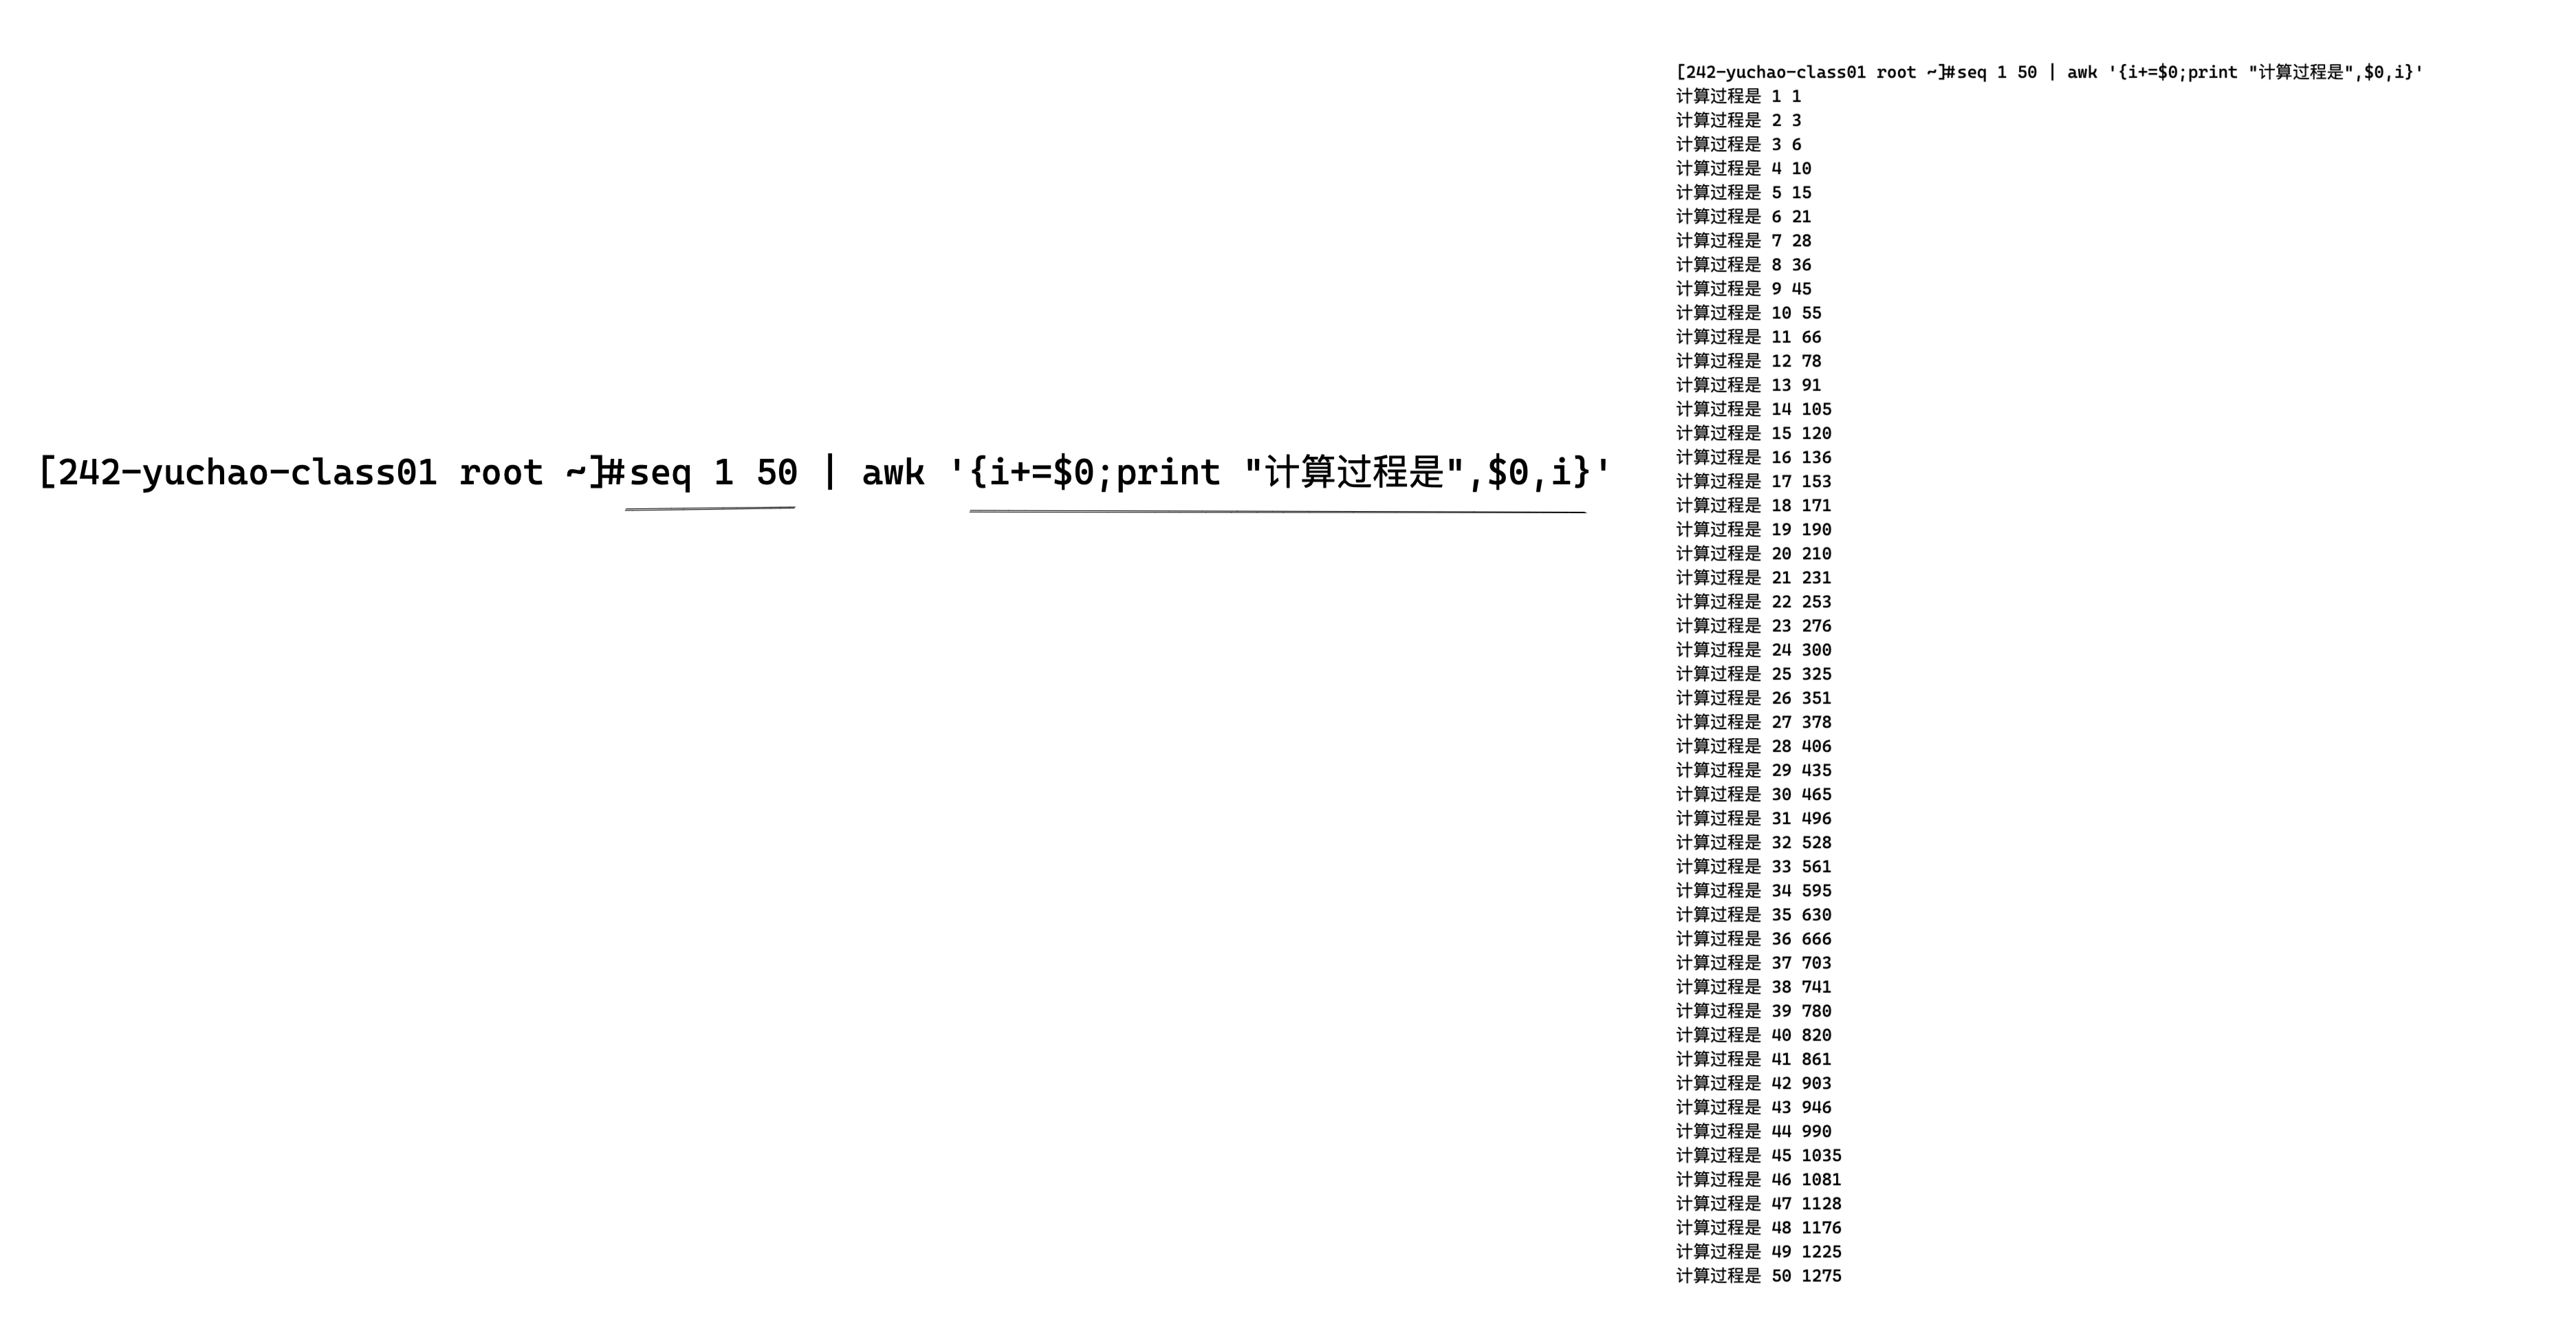 [242-yuchao-class01 root ~]#seq 1 50 | awk '{i+=$0;print "计算过程是",$0,i}'
[242-yuchao-class01 root ~]#seq 1 50 | awk '{i+=$0;print "计算过程是",$0,i}'
计算过程是 1 1
计算过程是 2 3
计算过程是 3 6
计算过程是 4 10
计算过程是 5 15
计算过程是 6 21
计算过程是 7 28
计算过程是 8 36
计算过程是 9 45
计算过程是 10 55
计算过程是 11 66
计算过程是 12 78
计算过程是 13 91
计算过程是 14 105
计算过程是 15 120
计算过程是 16 136
计算过程是 17 153
计算过程是 18 171
计算过程是 19 190
计算过程是 20 210
计算过程是 21 231
计算过程是 22 253
计算过程是 23 276
计算过程是 24 300
计算过程是 25 325
计算过程是 26 351
计算过程是 27 378
计算过程是 28 406
计算过程是 29 435
计算过程是 30 465
计算过程是 31 496
计算过程是 32 528
计算过程是 33 561
计算过程是 34 595
计算过程是 35 630
计算过程是 36 666
计算过程是 37 703
计算过程是 38 741
计算过程是 39 780
计算过程是 40 820
计算过程是 41 861
计算过程是 42 903
计算过程是 43 946
计算过程是 44 990
计算过程是 45 1035
计算过程是 46 1081
计算过程是 47 1128
计算过程是 48 1176
计算过程是 49 1225
计算过程是 50 1275